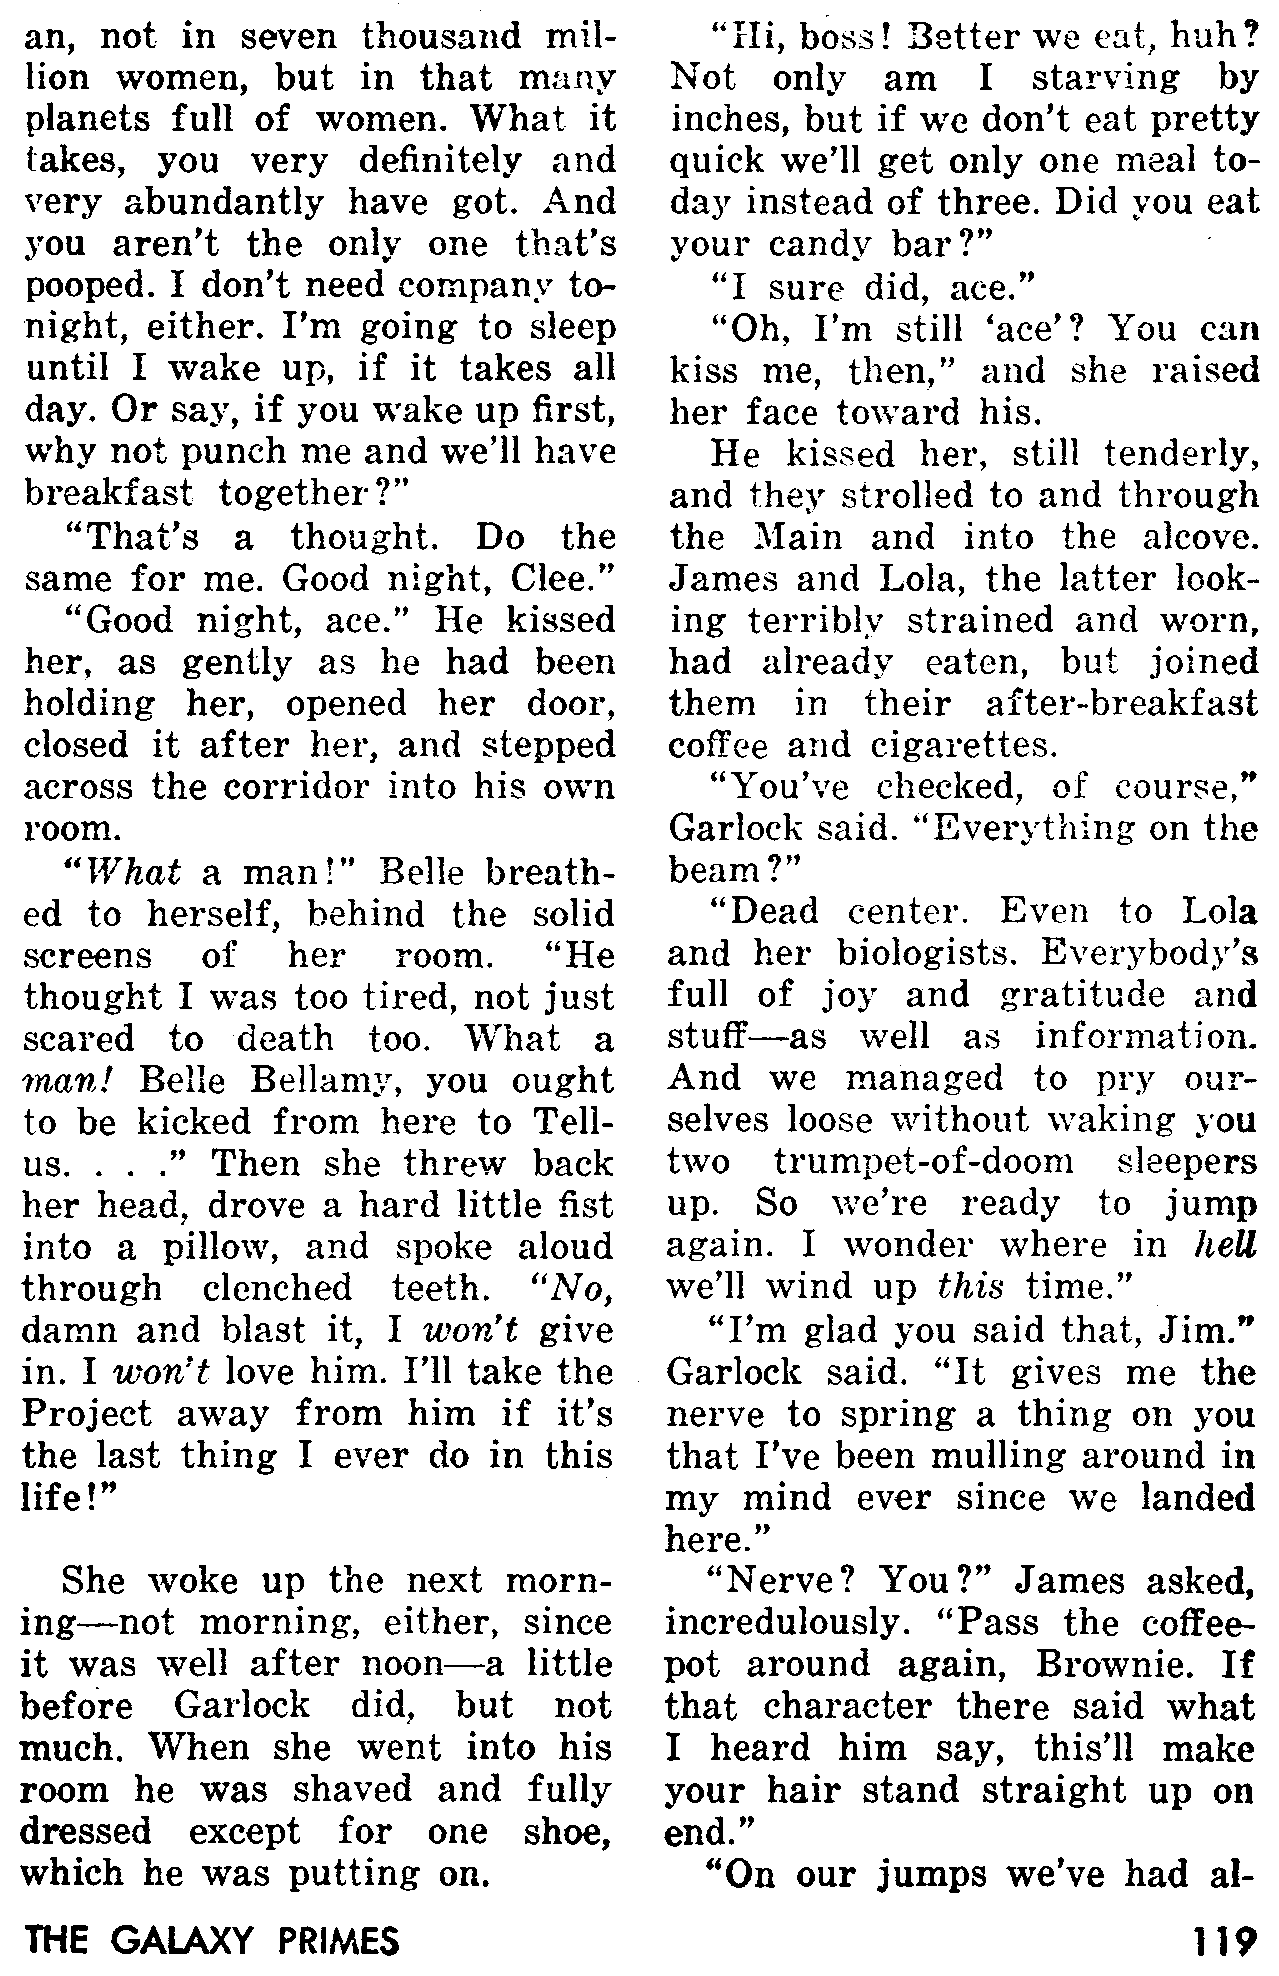 an, not in seven thousand mil-
lion women, but in that many
planets full of women. What it
takes, you very definitely and
very abundantly have got. And
you aren't the only one that's
pooped. I don't need company to-
night, either. I'm going to sleep
until I wake up, if it takes all
day. Or say, if you wake up first,
why not punch me and we'll have
breakfast together?”
“That's a thought. Do the
same for me. Good night, Clee.”
“Good night, ace.” He kissed
her, as gently as he had been
holding her, opened her door,
closed it after her, and stepped
across the corridor into his own
room.
“What a man!” Belle breath-
ed to herself, behind the solid
screens of her room. “He
thought I was too tired, not just
scared to death too. What a
man! Belle Bellamy, you ought
to be kicked from here to Tell-
us. . . .” Then she threw back
her head, drove a hard little fist
into a pillow, and spoke aloud
through clenched teeth. “No,
damn and blast it, I won't give
in. I won't love him. I'll take the
Project away from him if it's
the last thing I ever do in this
life!”
She woke up the next morn-
ing—not morning, either, since
it was well after noon—a little
before Garlock did, but not
much. When she went into his
room he was shaved and fully
dressed except for one shoe,
which he was putting on.
“Hi, boss! Better we eat, huh?
Not only am I starving by
inches, but if we don't eat pretty
quick we'll get only one meal to-
day instead of three. Did you eat
your candy bar?”
“I sure did, ace.”
“Oh, I'm still ‘ace’? You can
kiss me, then,” and she raised
her face toward his.
He kissed her, still tenderly,
and they strolled to and through
the Main and into the alcove.
James and Lola, the latter look-
ing terribly strained and worn,
had already eaten, but joined
them in their after-breakfast
coffee and cigarettes.
“You've checked, of course,”
Garlock said. “Everything on the
beam?”
“Dead center. Even to Lola
and her biologists. Everybody's
full of joy and gratitude and
stuff—as well as information.
And we managed to pry our-
selves loose without waking you
two trumpet-of-doom sleepers
up. So we're ready to jump
again. I wonder where in hell
we'll wind up this time.”
“I'm glad you said that, Jim.”
Garlock said. “It gives me the
nerve to spring a thing on you
that I've been mulling around in
my mind ever since we landed
here.”
“Nerve? You?” James asked,
incredulously. “Pass the coffee-
pot around again, Brownie. If
that character there said what
I heard him say, this'll make
your hair stand straight up on
end.”
“On our jumps we've had al-
THE GALAXY PRIMES 119